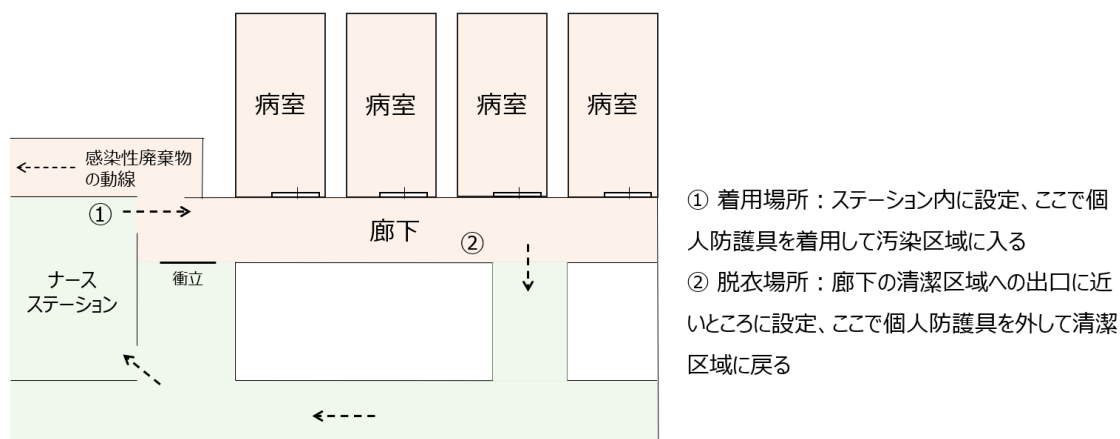 病室
病室
病室
病室
感染性廃棄物
の動線
①
廊下
②
衝立
ナース
ステーション
① 着用場所：ステーション内に設定、ここで個
人防護具を着用して汚染区域に入る
② 脱衣場所：廊下の清潔区域への出口に近
いところに設定、ここで個人防護具を外して清潔
区域に戻る